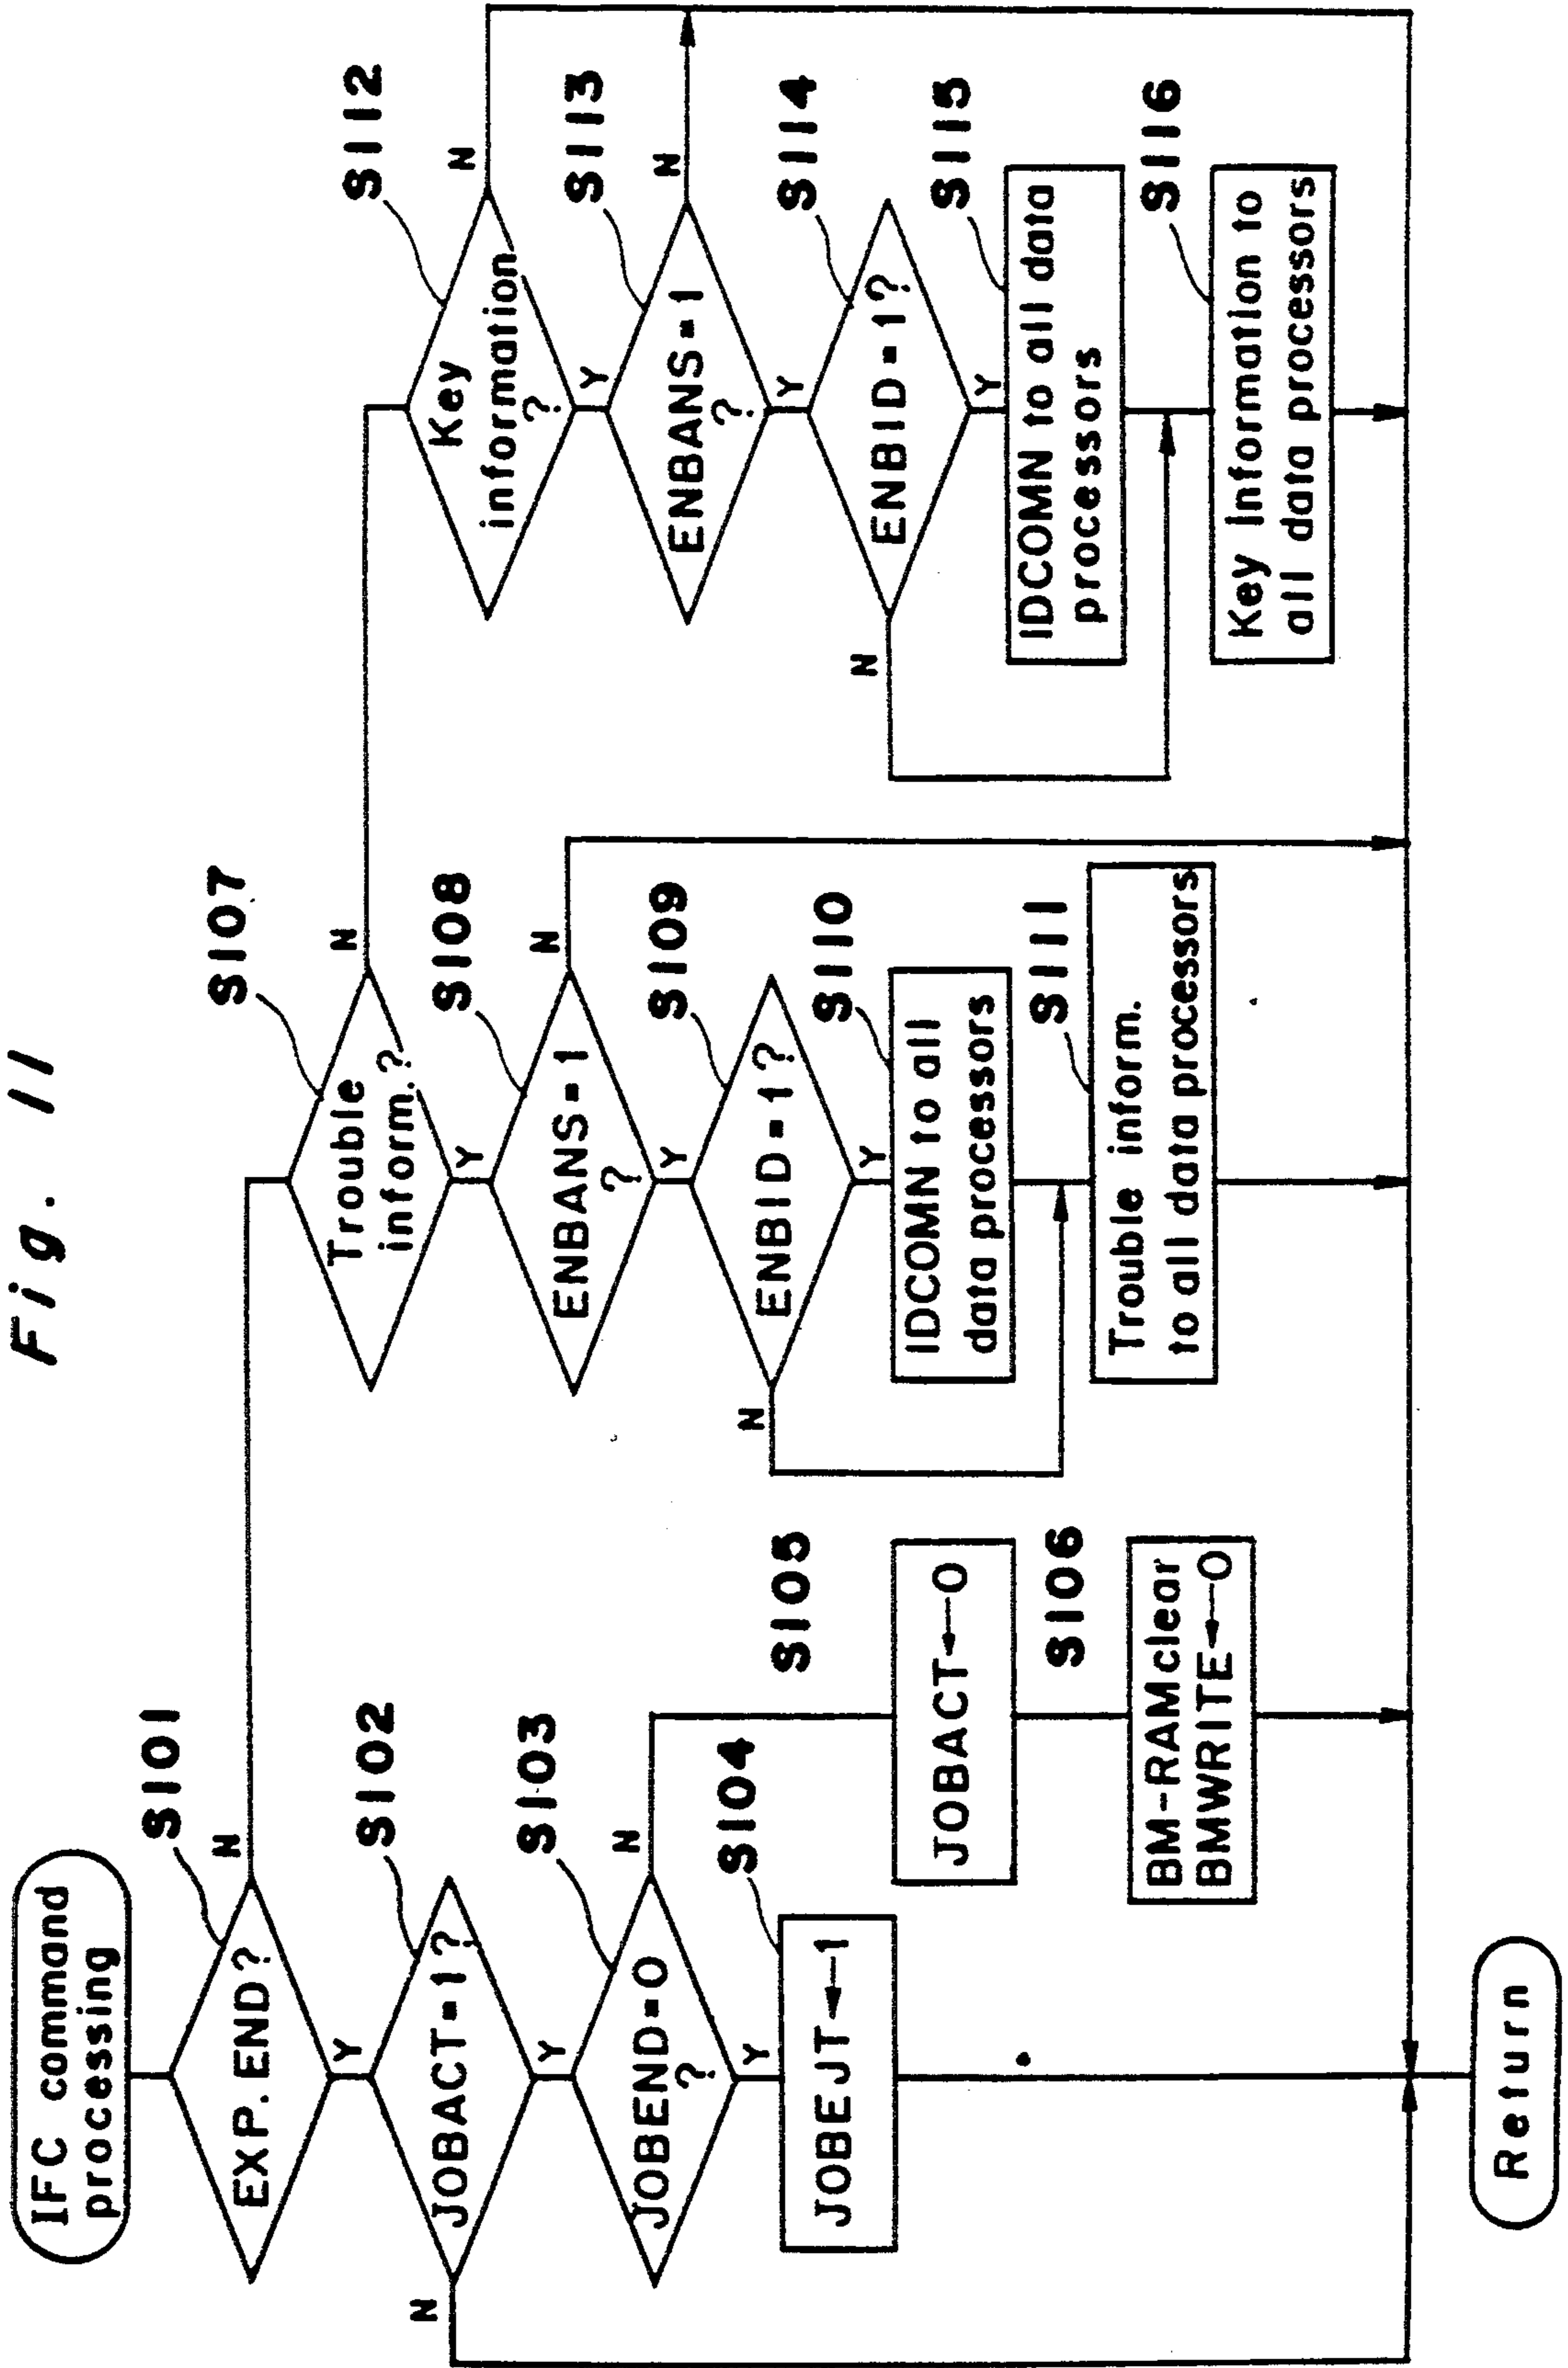 Fig. 11
IFC command
processing
S101
EXP. END?
N
Y
S102
JOBACT=1?
N
Y
S103
JOBEND=0
?
N
Y
S104
JOBEJT←1
S105
JOBACT←0
S106
BM-RAMclear
BMWRITE←0
S107
Trouble
inform.?
N
Y
S108
ENBANS=1
?
N
Y
S109
ENBID=1?
N
Y
S110
IDCOMN to all
data processors
S111
Trouble inform.
to all data processors
S112
Key
information
?
N
Y
S113
ENBANS=1
?
N
Y
S114
ENBID=1?
N
Y
S115
IDCOMN to all data
processors
S116
Key Information to
all data processors
Return